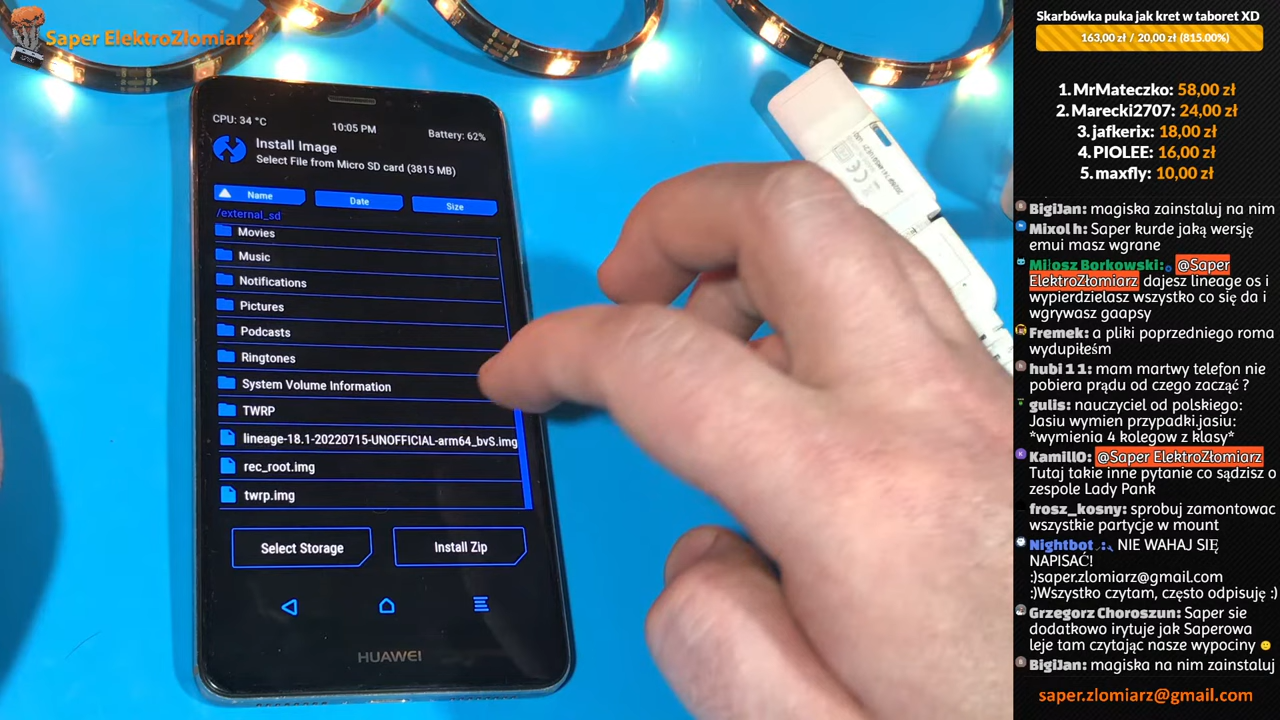 Saper ElektroZłomiarz
CPU: 34 °C
10:05 PM
Battery: 62%
Install Image
Select File from Micro SD card (3815 MB)
Name
Date
Size
/external_sd
Movies
Music
Notifications
Pictures
Podcasts
Ringtones
System Volume Information
TWRP
lineage-18.1-20220715-UNOFFICIAL-arm64_bvS.img
rec_root.img
twrp.img
Select Storage
Install Zip
HUAWEI
Skarbówka puka jak kret w taboret XD
163,00 zł / 20,00 zł (815.00%)
1. MrMateczko: 58,00 zł
2. Marecki2707: 24,00 zł
3. jafkerix: 18,00 zł
4. PIOLEE: 16,00 zł
5. maxfly: 10,00 zł
BigiJan: magiska zainstaluj na nim
Mixol h: Saper kurde jaką wersję
emui masz wgrane
Miłosz Borkowski: @Saper
ElektroZłomiarz dajesz lineage os i
wypierdzielasz wszystko co się da i
wgrywasz gaapsy
Fremek: a pliki poprzedniego roma
wydupiłeśm
hubi 1 1: mam martwy telefon nie
pobiera prądu od czego zacząć ?
gulis: nauczyciel od polskiego:
Jasiu wymien przypadki.jasiu:
*wymienia 4 kolegow z klasy*
KamillO: @Saper ElektroZłomiarz
Tutaj takie inne pytanie co sądzisz o
zespole Lady Pank
frosz_kosny: sprobuj zamontowac
wszystkie partycje w mount
Nightbot: NIE WAHAJ SIĘ
NAPISAĆ!
:)saper.zlomiarz@gmail.com
:)Wszystko czytam, często odpisuję :)
Grzegorz Choroszun: Saper sie
dodatkowo irytuje jak Saperowa
leje tam czytając nasze wypociny
BigiJan: magiska na nim zainstaluj
saper.zlomiarz@gmail.com